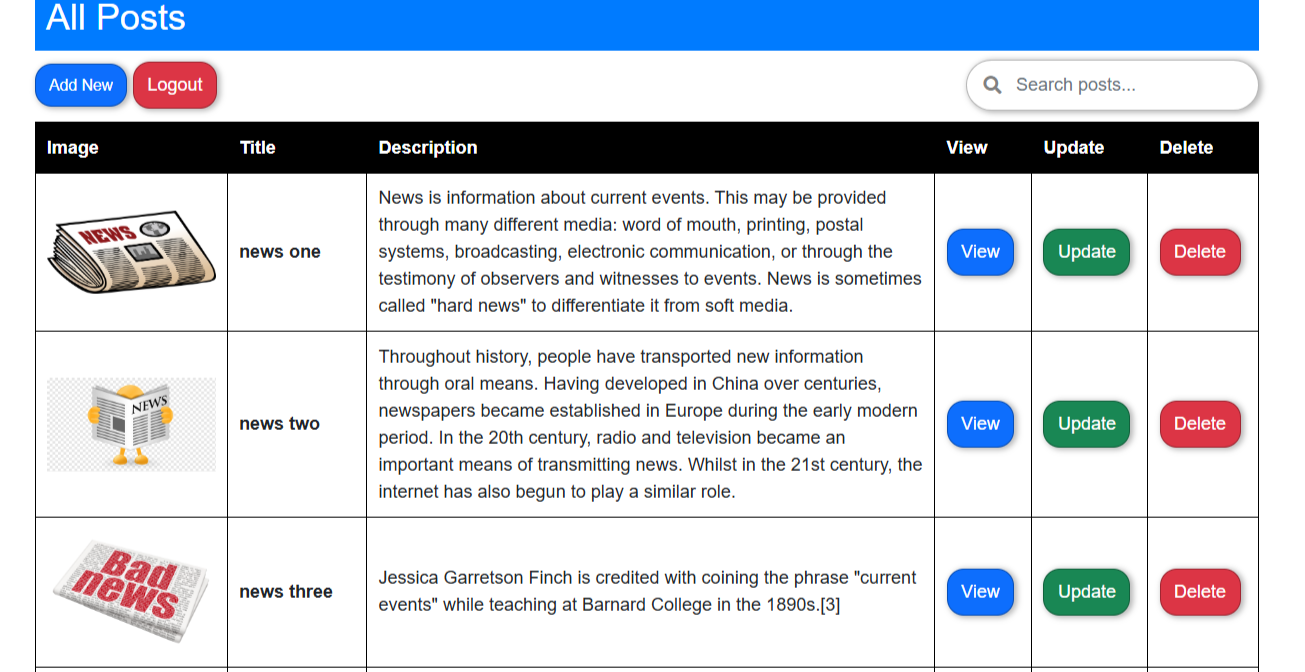 All Posts
Add New
Logout
Search posts...
Image
Title
Description
View
Update
Delete
NEWS
news one
News is information about current events. This may be provided
through many different media: word of mouth, printing, postal
systems, broadcasting, electronic communication, or through the
testimony of observers and witnesses to events. News is sometimes
called "hard news" to differentiate it from soft media.
View
Update
Delete
NEWS
news two
Throughout history, people have transported new information
through oral means. Having developed in China over centuries,
newspapers became established in Europe during the early modern
period. In the 20th century, radio and television became an
important means of transmitting news. Whilst in the 21st century, the
internet has also begun to play a similar role.
View
Update
Delete
Bad
news
news three
Jessica Garretson Finch is credited with coining the phrase "current
events" while teaching at Barnard College in the 1890s.[3]
View
Update
Delete